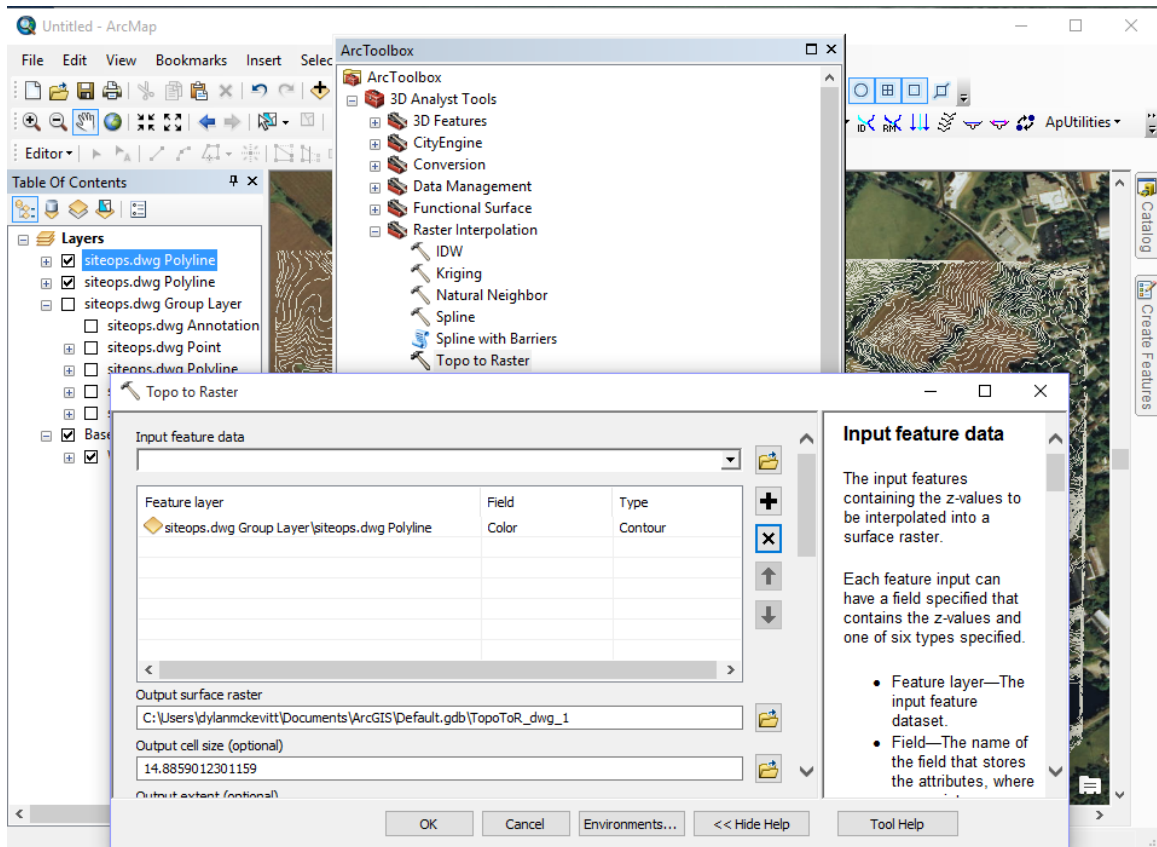 Untitled - ArcMap
File Edit View Bookmarks Insert Selec
Editor
ApUtilities
Table Of Contents
Layers
siteops.dwg Polyline
siteops.dwg Polyline
siteops.dwg Group Layer
siteops.dwg Annotation
siteops.dwg Point
siteops.dwg Polyline
Base
ArcToolbox
ArcToolbox
3D Analyst Tools
3D Features
CityEngine
Conversion
Data Management
Functional Surface
Raster Interpolation
IDW
Kriging
Natural Neighbor
Spline
Spline with Barriers
Topo to Raster
Catalog
Create Features
Topo to Raster
Input feature data
Feature layer Field Type
siteops.dwg Group Layer\siteops.dwg Polyline Color Contour
Output surface raster
C:\Users\dylanmckevitt\Documents\ArcGIS\Default.gdb\TopoToR_dwg_1
Output cell size (optional)
14.8859012301159
Output extent (optional)
OK Cancel Environments... << Hide Help Tool Help
Input feature data
The input features
containing the z-values to
be interpolated into a
surface raster.
Each feature input can
have a field specified that
contains the z-values and
one of six types specified.
• Feature layer—The
input feature
dataset.
• Field—The name of
the field that stores
the attributes, where